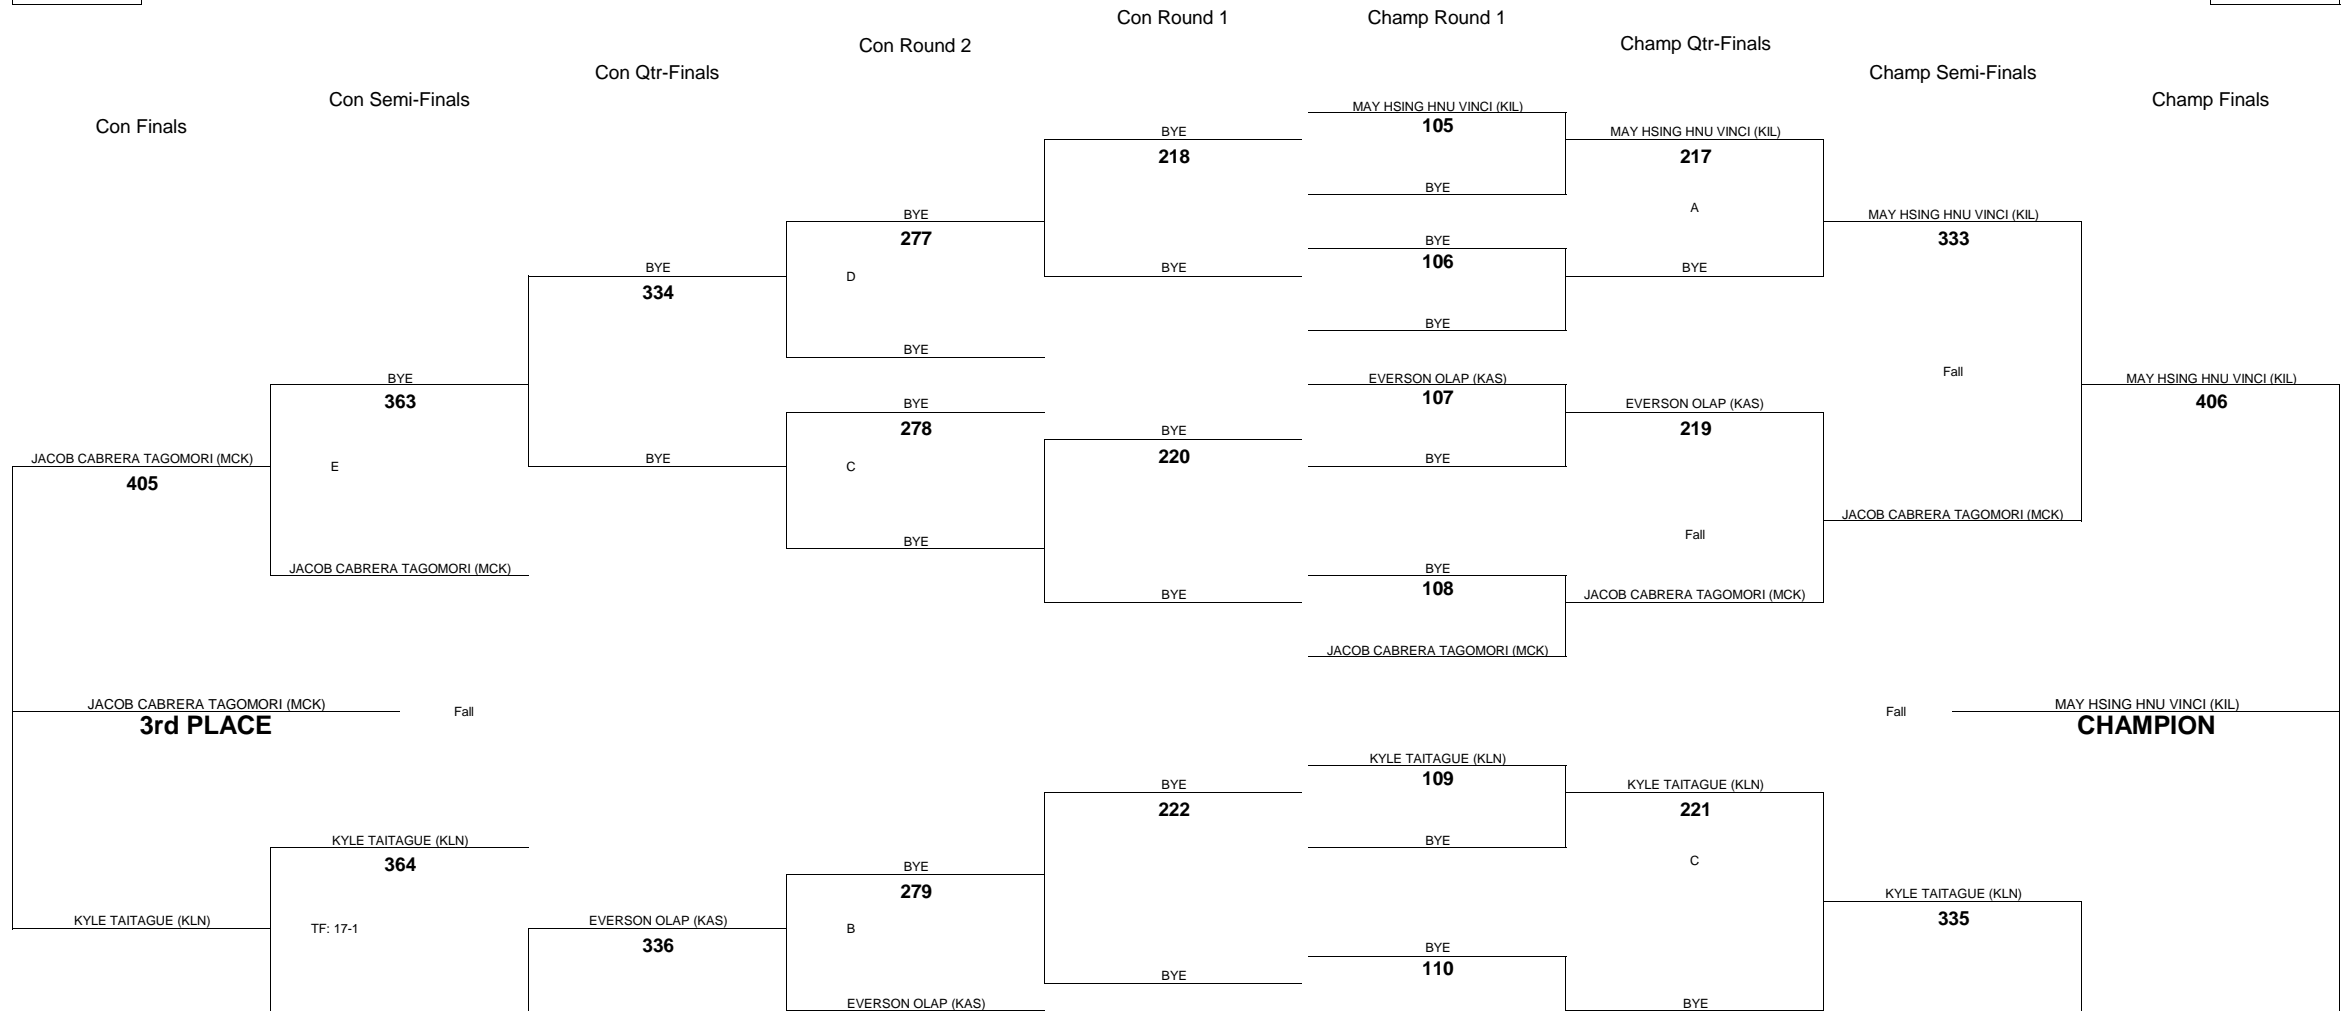 Con Round 1
Champ Round 1
Con Round 2
Champ Qtr-Finals
Con Qtr-Finals
Champ Semi-Finals
Con Semi-Finals
Champ Finals
Con Finals
MAY HSING HNU VINCI (KIL)
105
BYE
218
MAY HSING HNU VINCI (KIL)
217
BYE
A
BYE
277
MAY HSING HNU VINCI (KIL)
333
BYE
106
BYE
334
D
BYE
BYE
BYE
BYE
Fall
BYE
363
EVERSON OLAP (KAS)
107
MAY HSING HNU VINCI (KIL)
406
BYE
278
EVERSON OLAP (KAS)
219
BYE
220
JACOB CABRERA TAGOMORI (MCK)
405
E
BYE
C
BYE
JACOB CABRERA TAGOMORI (MCK)
BYE
Fall
JACOB CABRERA TAGOMORI (MCK)
BYE
108
BYE
JACOB CABRERA TAGOMORI (MCK)
JACOB CABRERA TAGOMORI (MCK)
JACOB CABRERA TAGOMORI (MCK)
3rd PLACE
Fall
Fall
MAY HSING HNU VINCI (KIL)
CHAMPION
KYLE TAITAGUE (KLN)
109
BYE
222
KYLE TAITAGUE (KLN)
221
KYLE TAITAGUE (KLN)
364
BYE
C
BYE
279
KYLE TAITAGUE (KLN)
335
KYLE TAITAGUE (KLN)
TF: 17-1
EVERSON OLAP (KAS)
336
B
BYE
110
BYE
EVERSON OLAP (KAS)
BYE